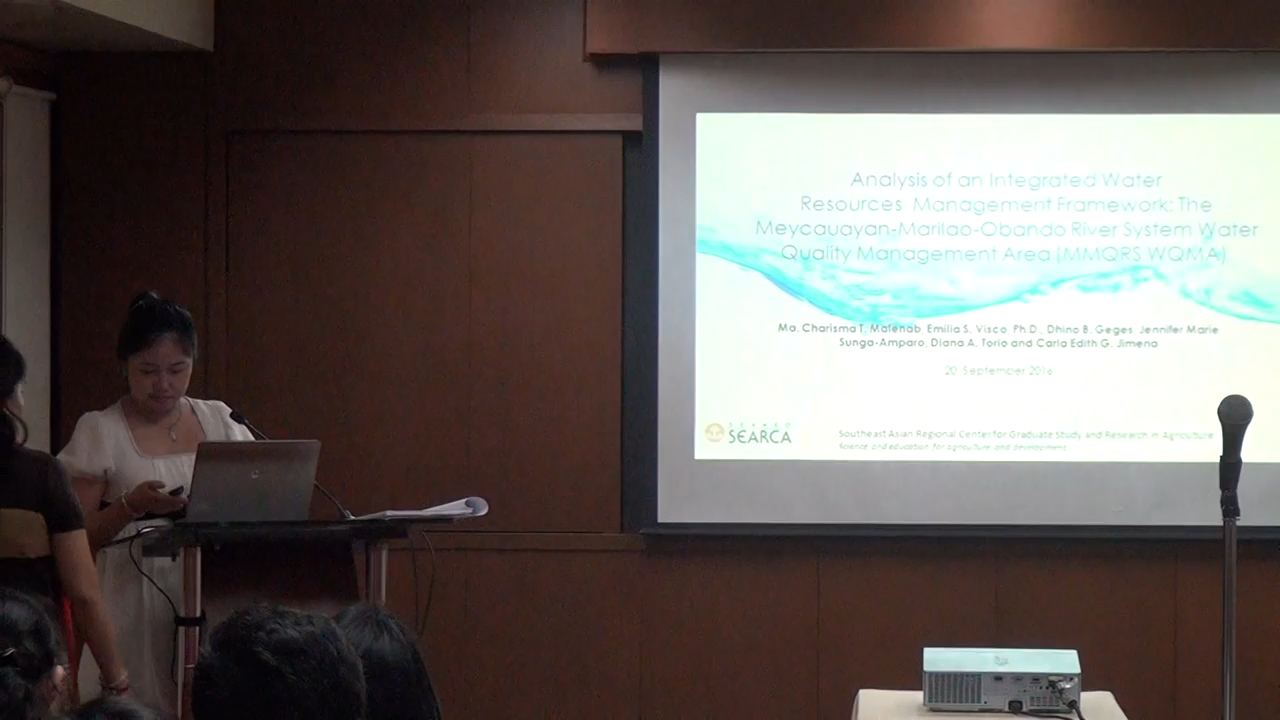 Analysis of an Integrated Water
Resources Management Framework: The
Meycauayan-Marilao-Obando River System Water
Quality Management Area (MMORS WQMA)
Ma. Charisma T. Malenab, Emilia S. Visco, Ph.D., Dhino B. Geges, Jennifer Marie
Sunga-Amparo, Diana A. Torio and Carla Edith G. Jimena
20 September 2016
SEARCA
Southeast Asian Regional Center for Graduate Study and Research in Agriculture
Science and education for agriculture and development